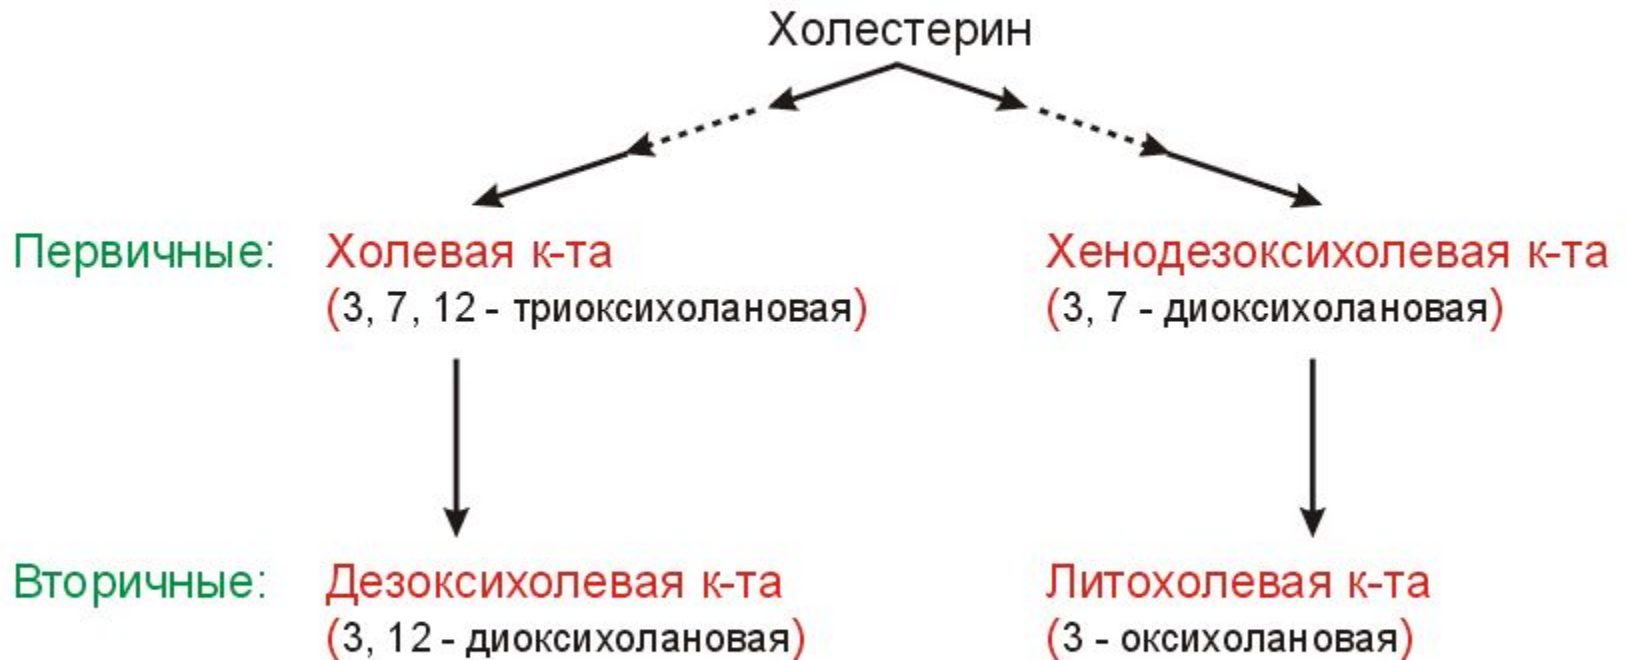 Холестерин
Первичные: Холевая к-та Хенодезоксихолевая к-та
(3, 7, 12 - триоксихолановая) (3, 7 - диоксихолановая)
Вторичные: Дезоксихолевая к-та Литохолевая к-та
(3, 12 - диоксихолановая) (3 - оксихолановая)